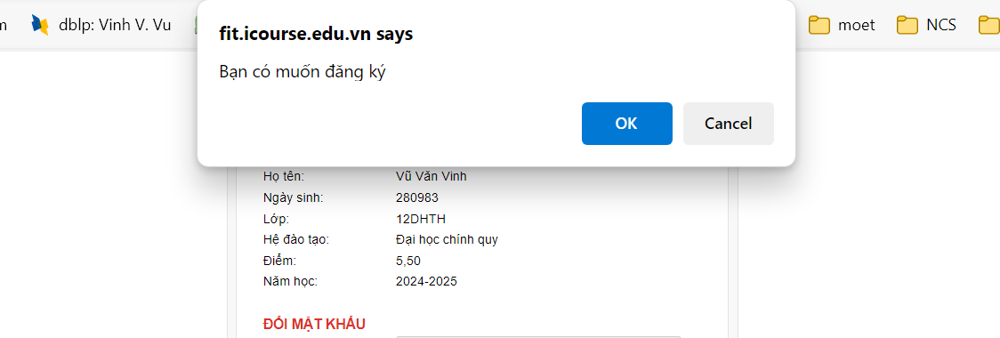 m
dblp: Vinh V. Vu
moet
NCS
fit.icourse.edu.vn says
Bạn có muốn đăng ký
OK
Cancel
Họ tên: Vũ Văn Vinh
Ngày sinh: 280983
Lớp: 12DHTH
Hệ đào tạo: Đại học chính quy
Điểm: 5,50
Năm học: 2024-2025
ĐỔI MẬT KHẨU